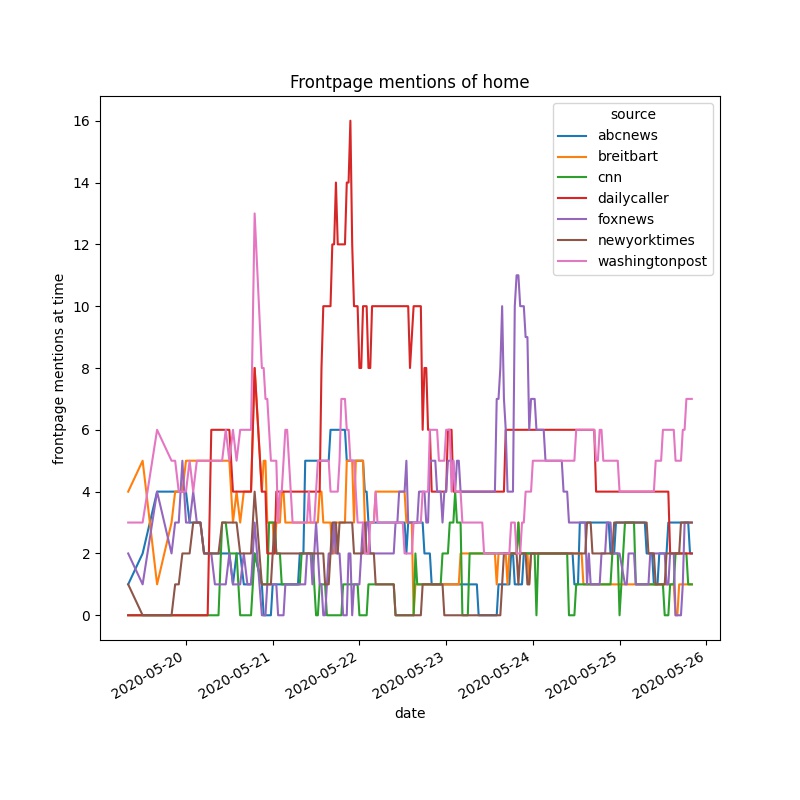 Frontpage mentions of home
source
abcnews
breitbart
cnn
dailycaller
foxnews
newyorktimes
washingtonpost
16
14
12
10
8
6
4
2
0
frontpage mentions at time
2020-05-20
2020-05-21
2020-05-22
2020-05-23
2020-05-24
2020-05-25
2020-05-26
date